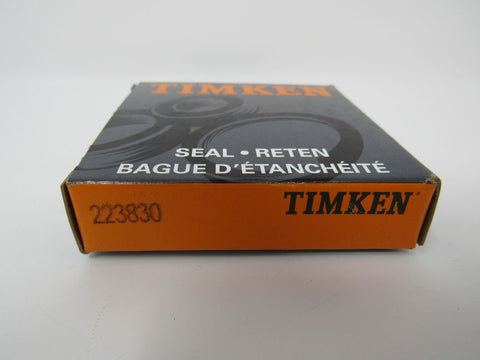 TIMKEN
SEAL • RETEN
BAGUE D'ÉTANCHÉITÉ
223830
TIMKEN®